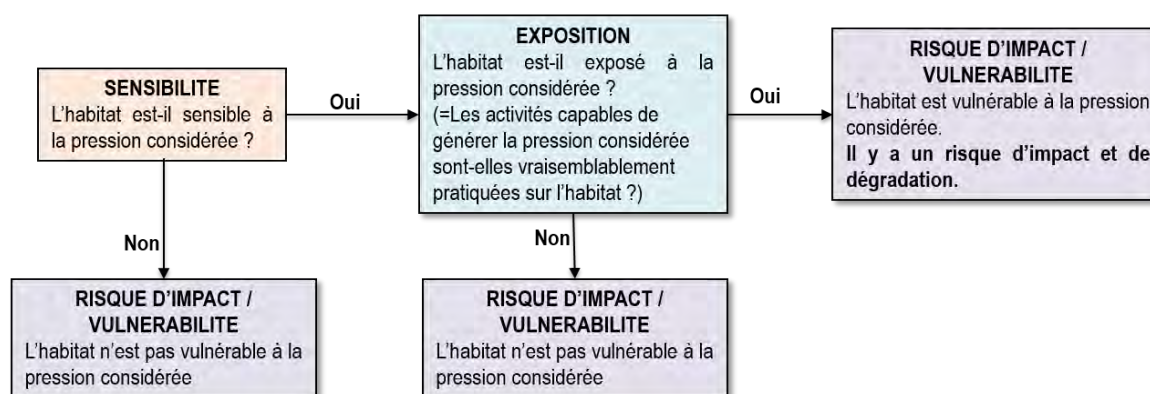 SENSIBILITE
L'habitat est-il sensible à
la pression considérée ?
Oui
Non
EXPOSITION
L'habitat est-il exposé à la
pression considérée ?
(=Les activités capables de
générer la pression considérée
sont-elles vraisemblablement
pratiquées sur l'habitat ?)
Oui
Non
RISQUE D'IMPACT /
VULNERABILITE
L'habitat est vulnérable à la pression
considérée.
Il y a un risque d'impact et de
dégradation.
RISQUE D'IMPACT /
VULNERABILITE
L'habitat n'est pas vulnérable à la
pression considérée
RISQUE D'IMPACT /
VULNERABILITE
L'habitat n'est pas vulnérable à la
pression considérée